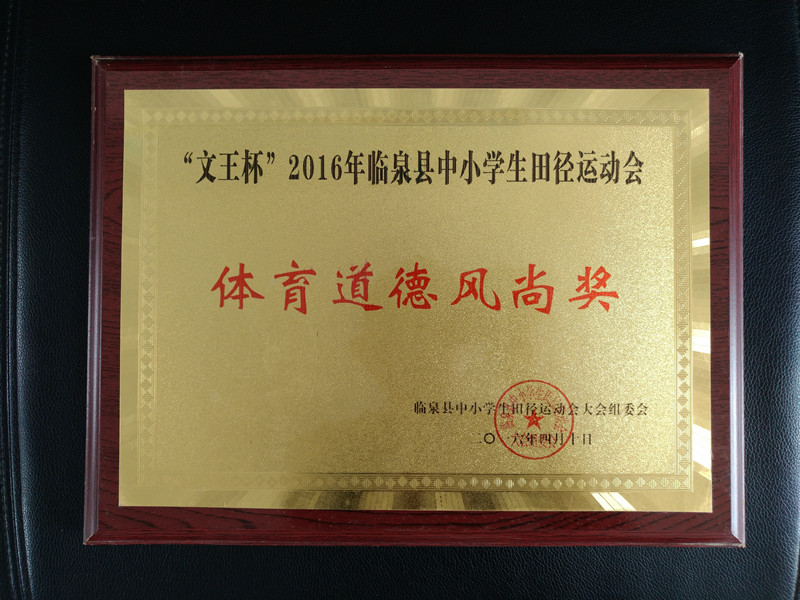 “文王杯”2016年临泉县中小学生田径运动会
体育道德风尚奖
临泉县中小学生田径运动会大会组委会
二〇一六年四月十日